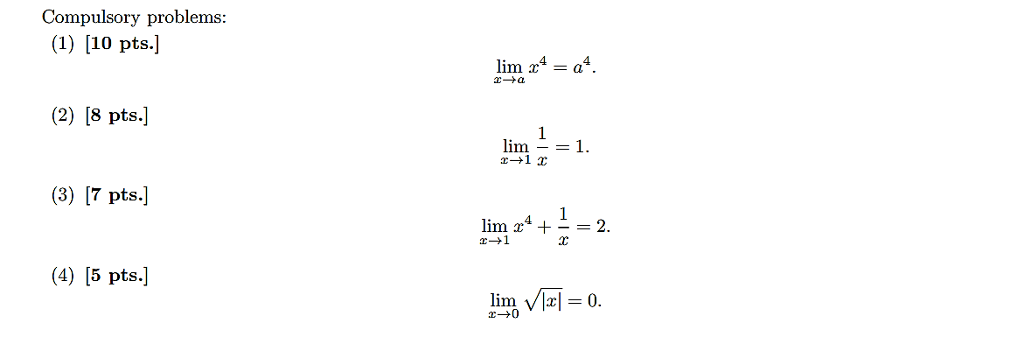 Compulsory problems:
(1) [10 pts.]
lim x→a x⁴ = a⁴.
(2) [8 pts.]
lim x→1 1/x = 1.
(3) [7 pts.]
lim x→1 x⁴ + 1/x = 2.
(4) [5 pts.]
lim x→0 √|x| = 0.